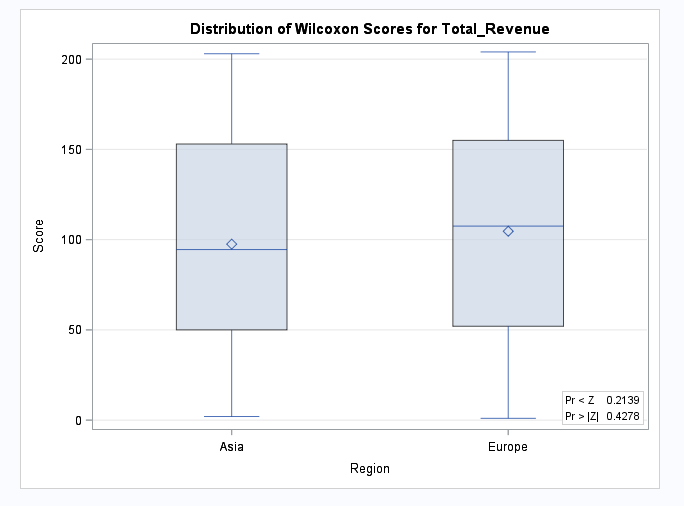 Distribution of Wilcoxon Scores for Total_Revenue
200
150
100
50
0
Score
Pr < Z 0.2139
Pr > |Z| 0.4278
Asia Europe
Region